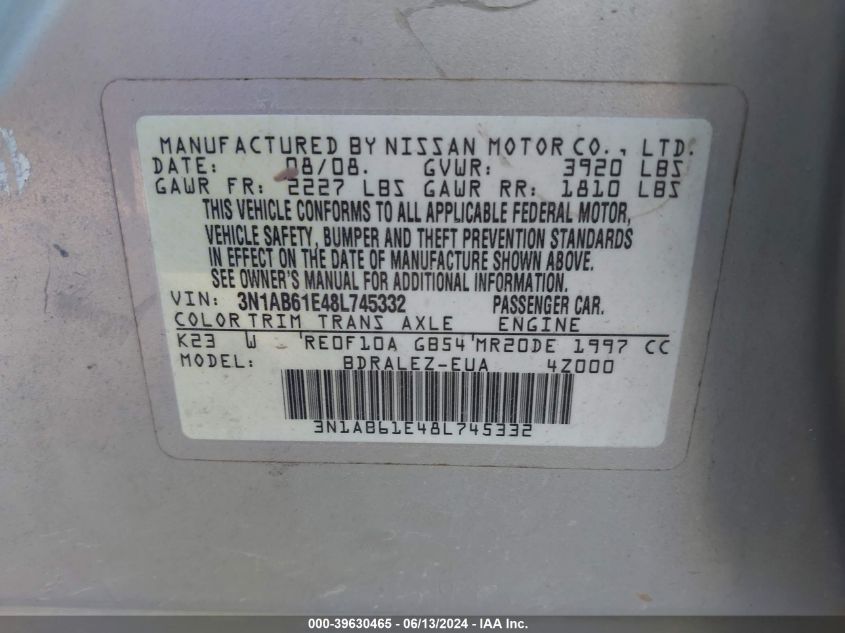 MANUFACTURED BY NISSAN MOTOR CO., LTD.
DATE: 08/08. GVWR: 3920 LBS
GAWR FR: 2227 LBS GAWR RR: 1810 LBS
THIS VEHICLE CONFORMS TO ALL APPLICABLE FEDERAL MOTOR,
VEHICLE SAFETY, BUMPER AND THEFT PREVENTION STANDARDS
IN EFFECT ON THE DATE OF MANUFACTURE SHOWN ABOVE.
SEE OWNER'S MANUAL FOR ADDITIONAL INFORMATION.
VIN: 3N1AB61E48L745332 PASSENGER CAR.
COLOR TRIM TRANS AXLE ENGINE
K23 W RE0F10A GB54 MR20DE 1997 CC
MODEL: BDRALEZ-EUA 4Z000
3N1AB61E48L745332
000-39630465 - 06/13/2024 - IAA Inc.